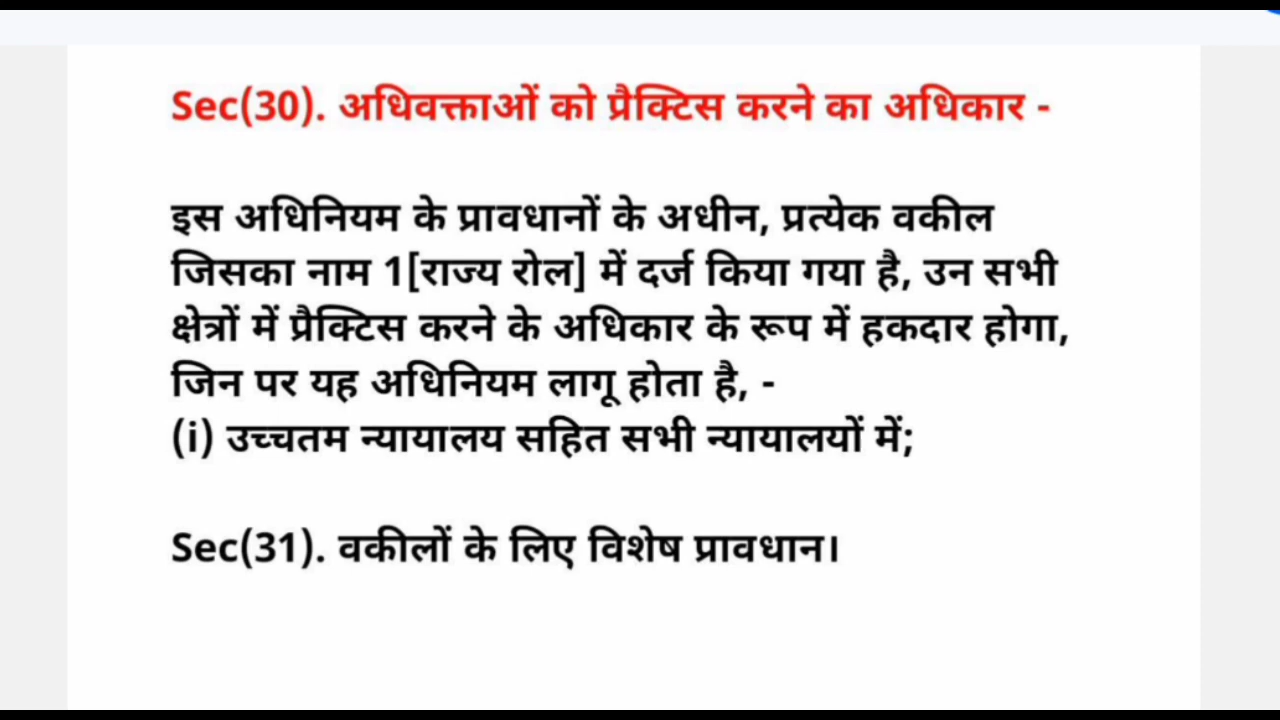 Sec(30). अधिवक्ताओं को प्रैक्टिस करने का अधिकार -
इस अधिनियम के प्रावधानों के अधीन, प्रत्येक वकील
जिसका नाम 1[राज्य रोल] में दर्ज किया गया है, उन सभी
क्षेत्रों में प्रैक्टिस करने के अधिकार के रूप में हकदार होगा,
जिन पर यह अधिनियम लागू होता है, -
(i) उच्चतम न्यायालय सहित सभी न्यायालयों में;
Sec(31). वकीलों के लिए विशेष प्रावधान।